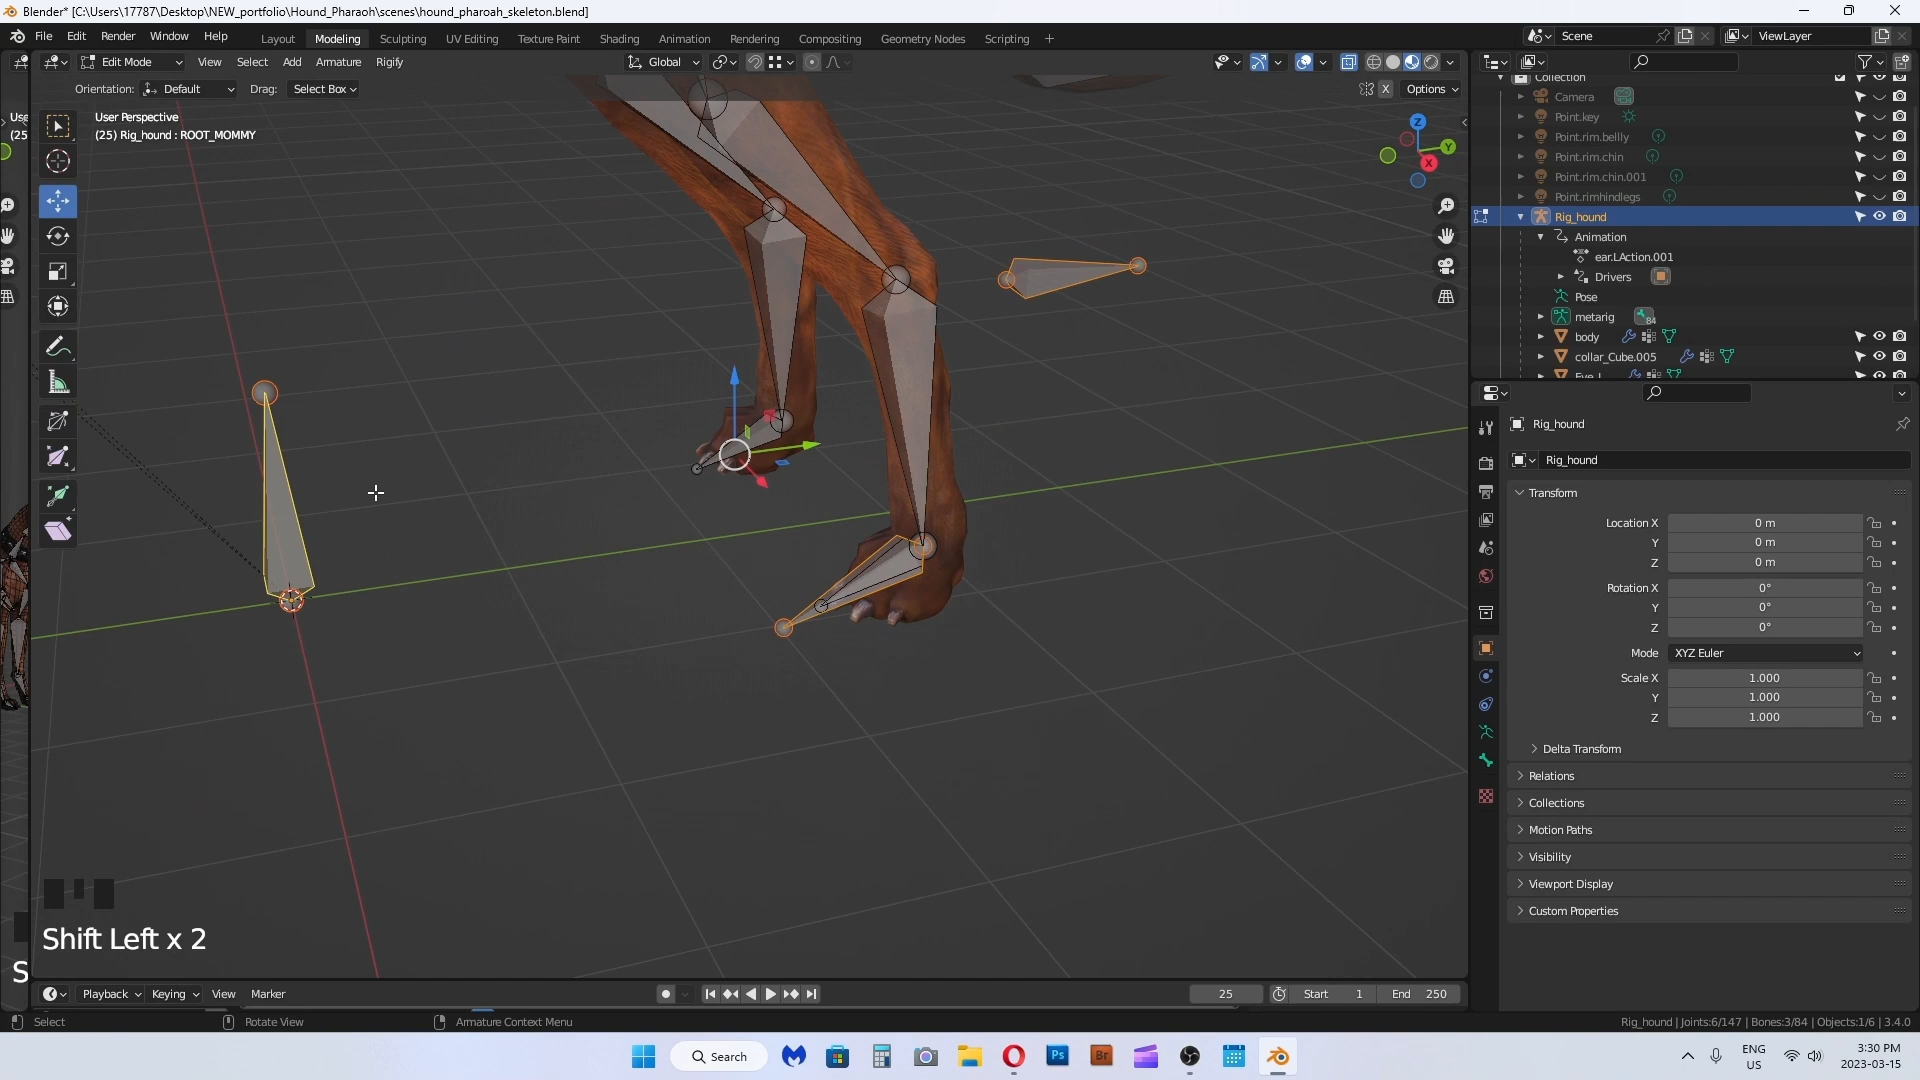 Blender* [C:\Users\17787\Desktop\NEW_portfolio\Hound_Pharaoh\scenes\hound_pharoah_skeleton.blend]
File Edit Render Window Help Layout Modeling Sculpting UV Editing Texture Paint Shading Animation Rendering Compositing Geometry Nodes Scripting + Scene ViewLayer
Edit Mode View Select Add Armature Rigify Global
Orientation: Default Drag: Select Box X Options
User Perspective
(25) Rig_hound : ROOT_MOMMY
Use
(25
Z
Y
X
Collection
Camera
Point.key
Point.rim.bellly
Point.rim.chin
Point.rim.chin.001
Point.rimhindlegs
Rig_hound
Animation
ear.LAction.001
Drivers
Pose
metarig 84
body
collar_Cube.005
Rig_hound
Rig_hound
Transform
Location X 0 m
Y 0 m
Z 0 m
Rotation X 0°
Y 0°
Z 0°
Mode XYZ Euler
Scale X 1.000
Y 1.000
Z 1.000
Delta Transform
Relations
Collections
Motion Paths
Visibility
Viewport Display
Custom Properties
Shift Left x 2
S
Playback Keying View Marker 25 Start 1 End 250
Select Rotate View Armature Context Menu Rig_hound | Joints:6/147 | Bones:3/84 | Objects:1/6 | 3.4.0
Search Ps Br ENG
US
3:30 PM
2023-03-15